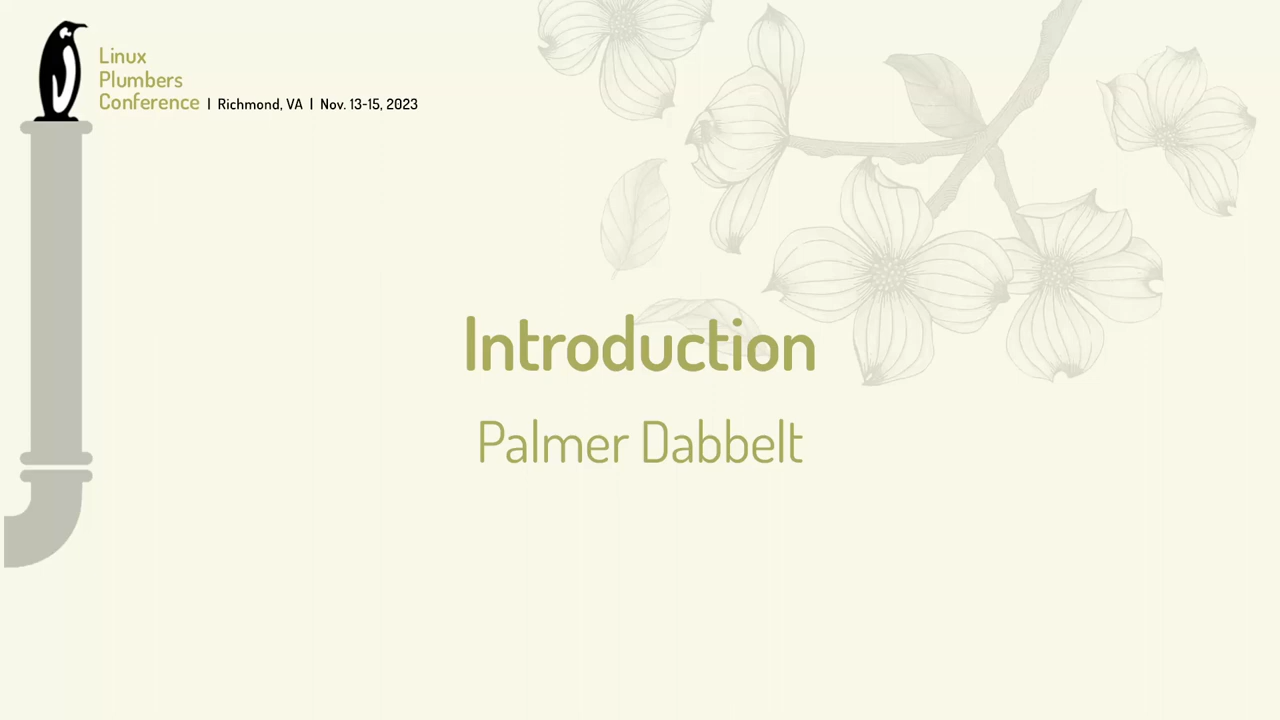 Linux
Plumbers
Conference | Richmond, VA | Nov. 13-15, 2023
Introduction
Palmer Dabbelt